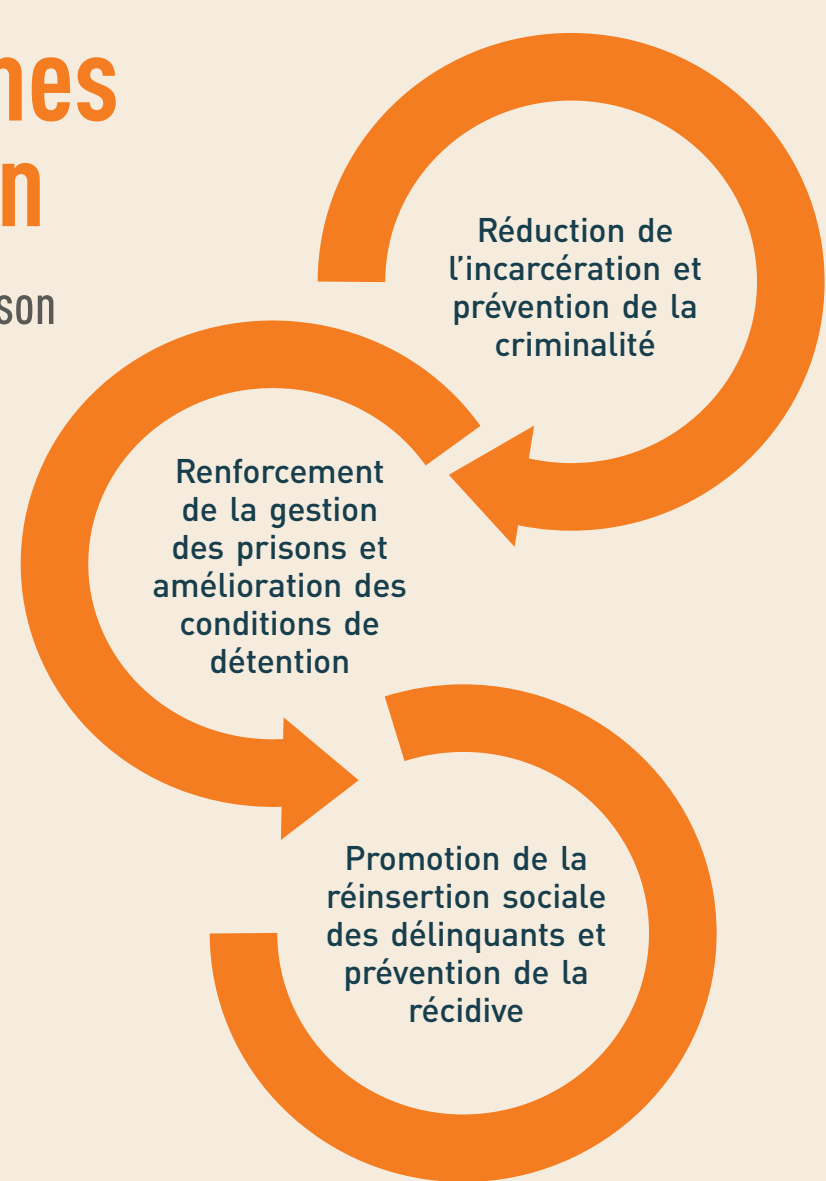 nes
n
son
Réduction de
l’incarcération et
prévention de la
criminalité
Renforcement
de la gestion
des prisons et
amélioration des
conditions de
détention
Promotion de la
réinsertion sociale
des délinquants et
prévention de la
récidive